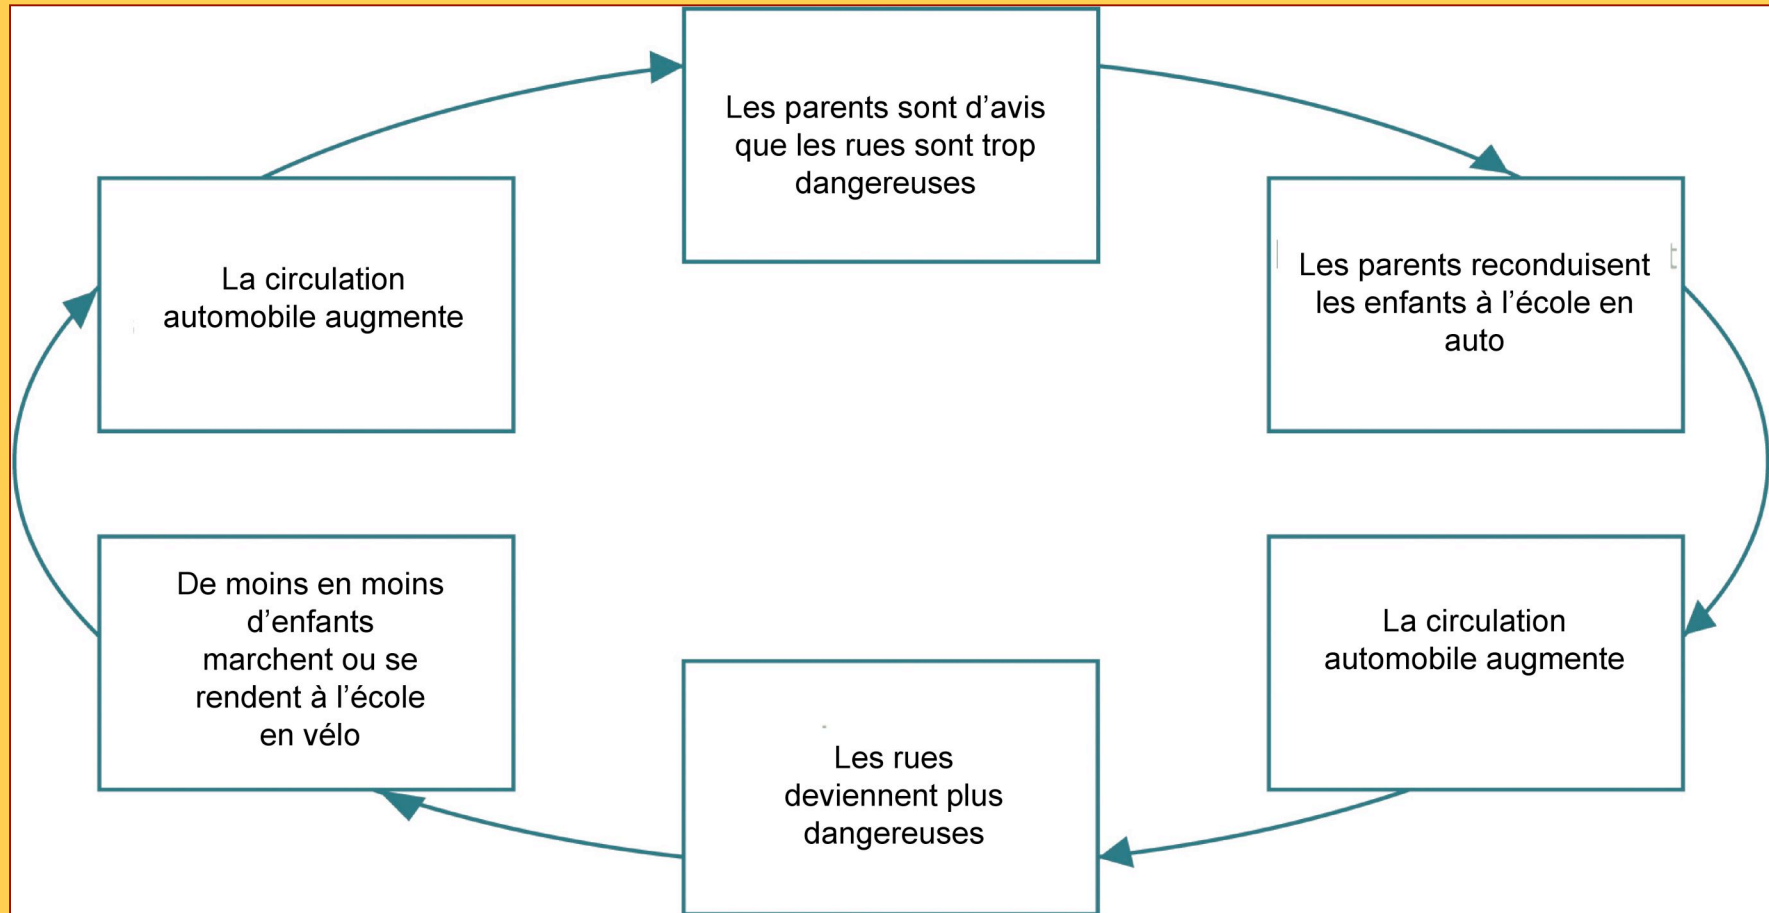 Les parents sont d’avis
que les rues sont trop
dangereuses
Les parents reconduisent
les enfants à l’école en
auto
La circulation
automobile augmente
Les rues
deviennent plus
dangereuses
De moins en moins
d’enfants
marchent ou se
rendent à l’école
en vélo
La circulation
automobile augmente